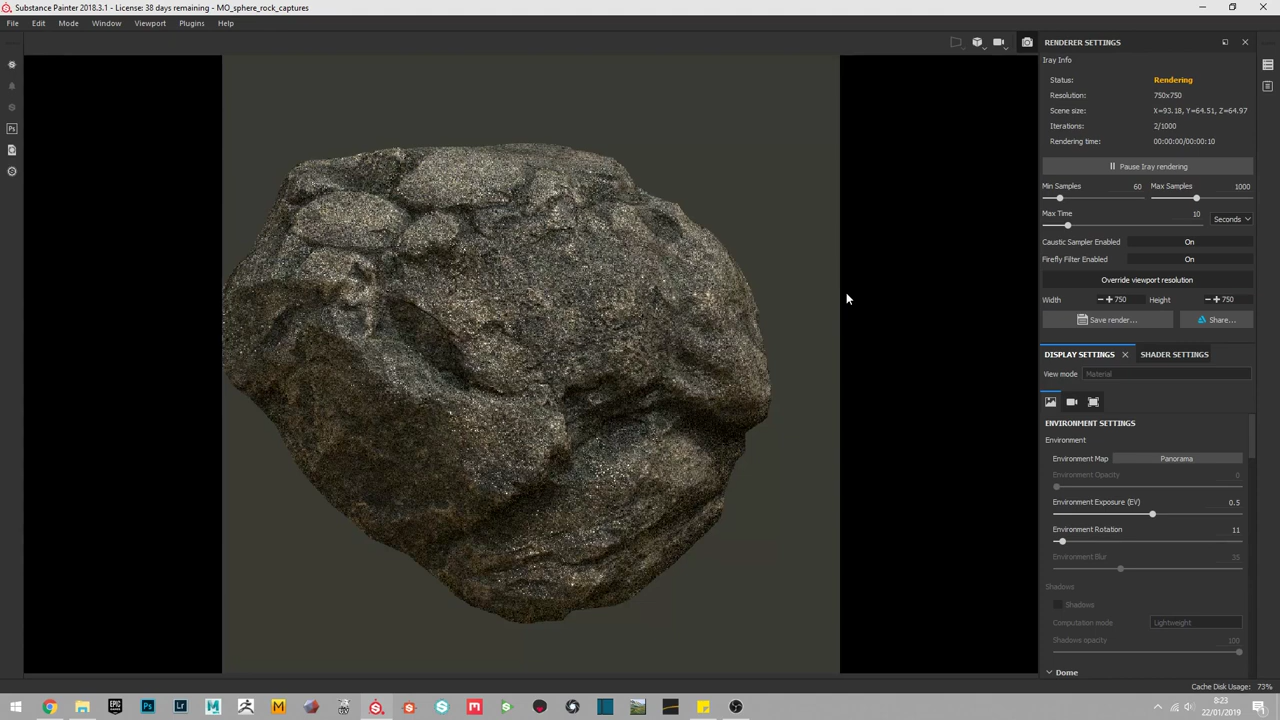 Substance Painter 2018.3.1 - License: 38 days remaining - MO_sphere_rock_captures
File Edit Mode Window Viewport Plugins Help
RENDERER SETTINGS
Iray Info
Status: Rendering
Resolution: 750x750
Scene size: X=93.18, Y=64.51, Z=64.97
Iterations: 2/1000
Rendering time: 00:00:00/00:00:10
Pause Iray rendering
Min Samples 60 Max Samples 1000
Max Time 10 Seconds
Caustic Sampler Enabled On
Firefly Filter Enabled On
Override viewport resolution
Width 750 Height 750
Save render... Share...
DISPLAY SETTINGS SHADER SETTINGS
View mode Material
ENVIRONMENT SETTINGS
Environment
Environment Map Panorama
Environment Opacity 0
Environment Exposure (EV) 0.5
Environment Rotation 11
Environment Blur 35
Shadows
Shadows
Computation mode Lightweight
Shadows opacity 100
Dome
Cache Disk Usage: 73%
8:23
22/01/2019